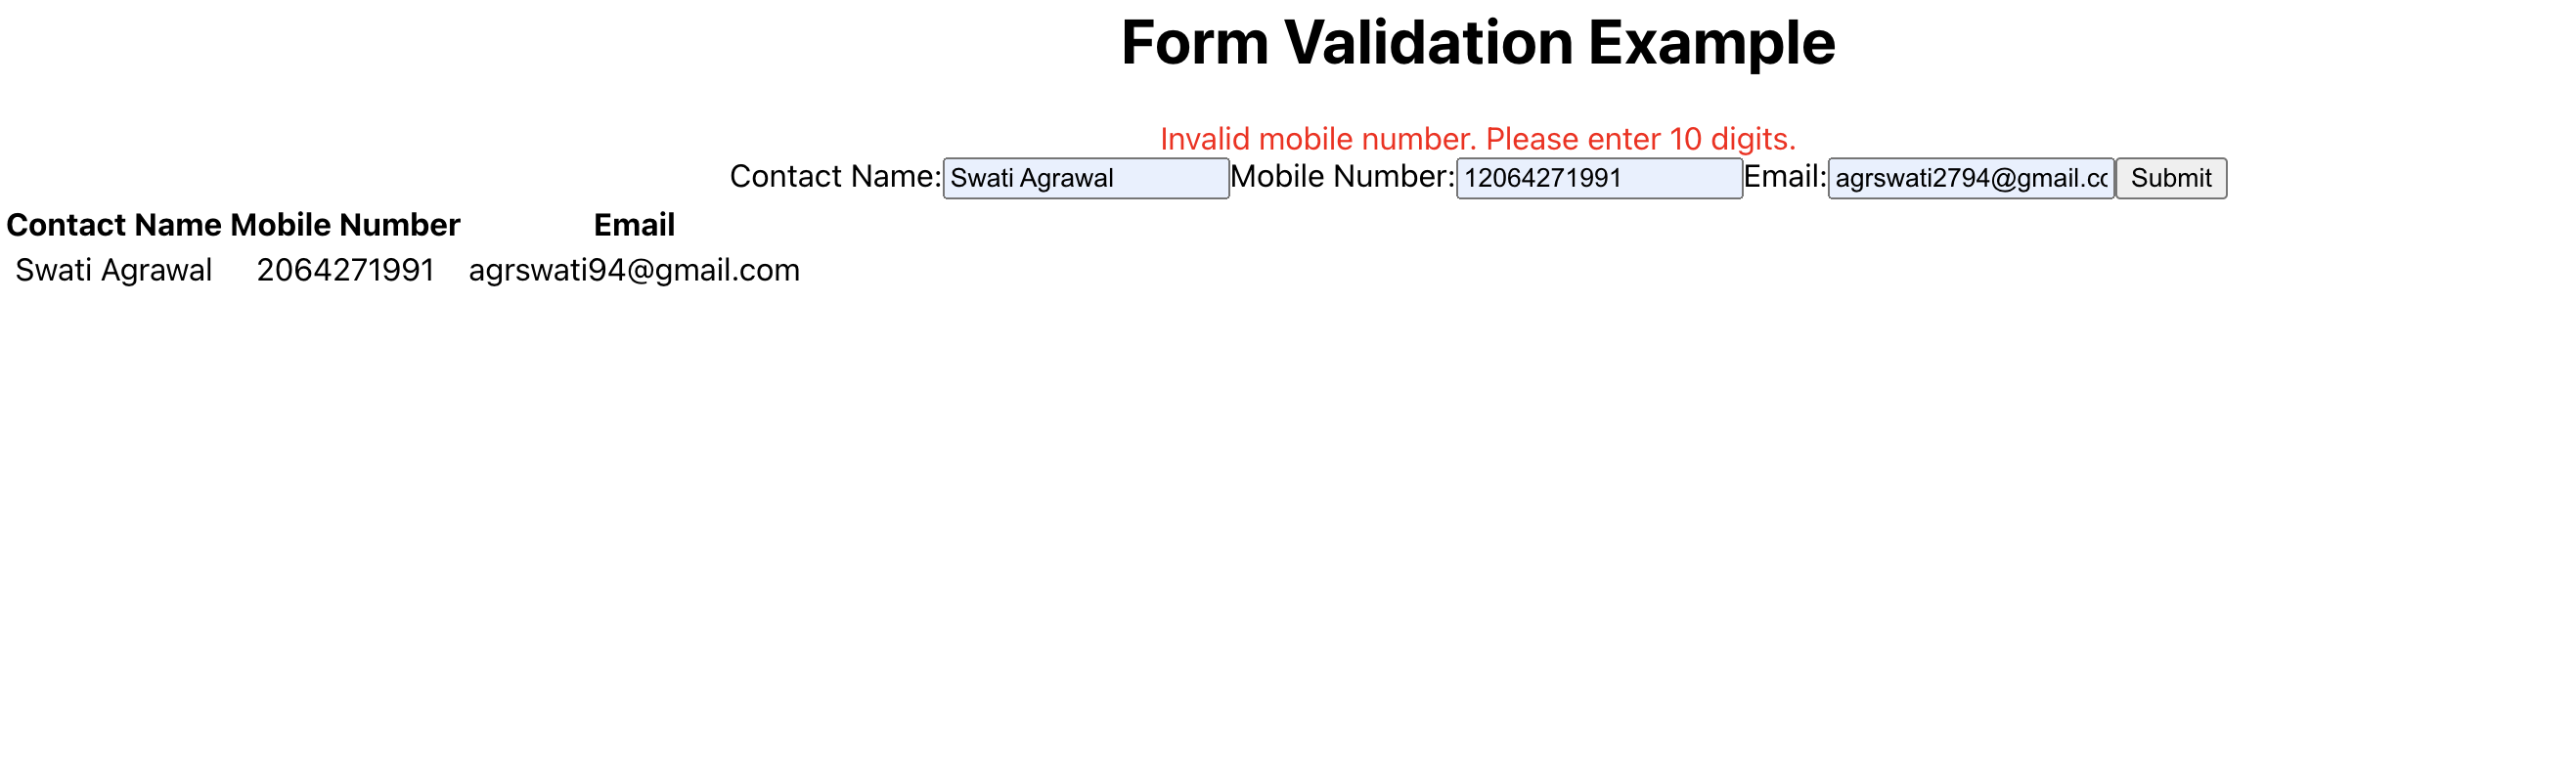 Form Validation Example
Invalid mobile number. Please enter 10 digits.
Contact Name: Swati Agrawal Mobile Number: 12064271991 Email: agrswati2794@gmail.cc Submit
Contact Name Mobile Number Email
Swati Agrawal 2064271991 agrswati94@gmail.com